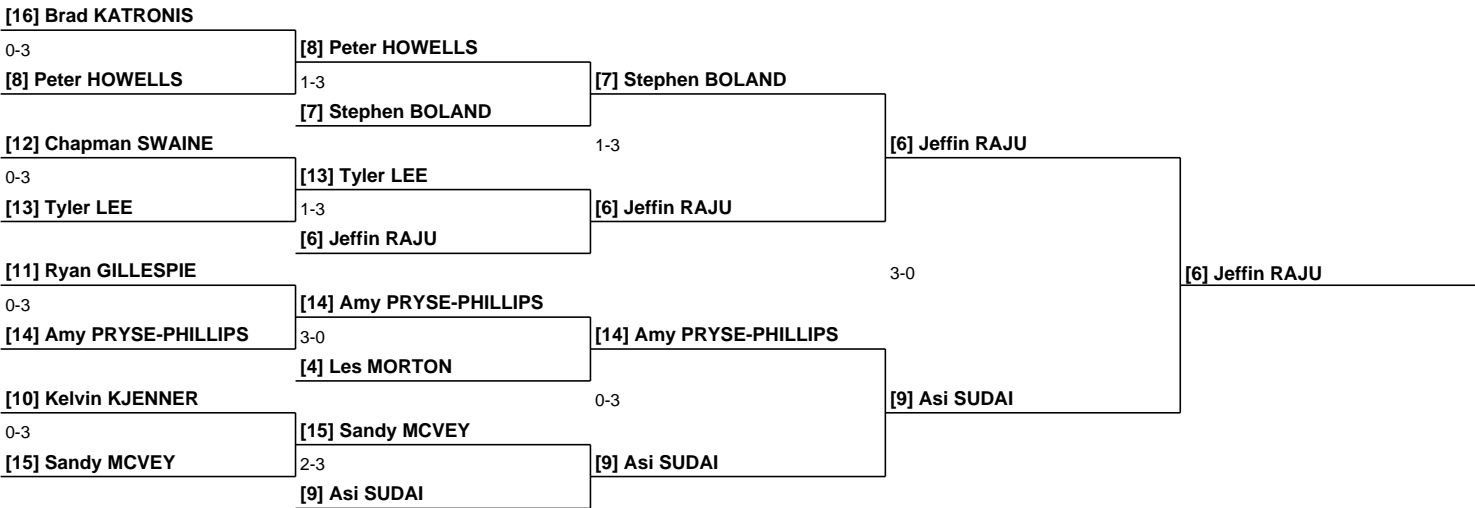 [16] Brad KATRONIS
0-3
[8] Peter HOWELLS
[8] Peter HOWELLS
1-3
[7] Stephen BOLAND
[7] Stephen BOLAND
[12] Chapman SWAINE
1-3
[6] Jeffin RAJU
0-3
[13] Tyler LEE
[13] Tyler LEE
1-3
[6] Jeffin RAJU
[6] Jeffin RAJU
[11] Ryan GILLESPIE
3-0
[6] Jeffin RAJU
0-3
[14] Amy PRYSE-PHILLIPS
[14] Amy PRYSE-PHILLIPS
3-0
[14] Amy PRYSE-PHILLIPS
[4] Les MORTON
[10] Kelvin KJENNER
0-3
[9] Asi SUDAI
0-3
[15] Sandy MCVEY
[15] Sandy MCVEY
2-3
[9] Asi SUDAI
[9] Asi SUDAI